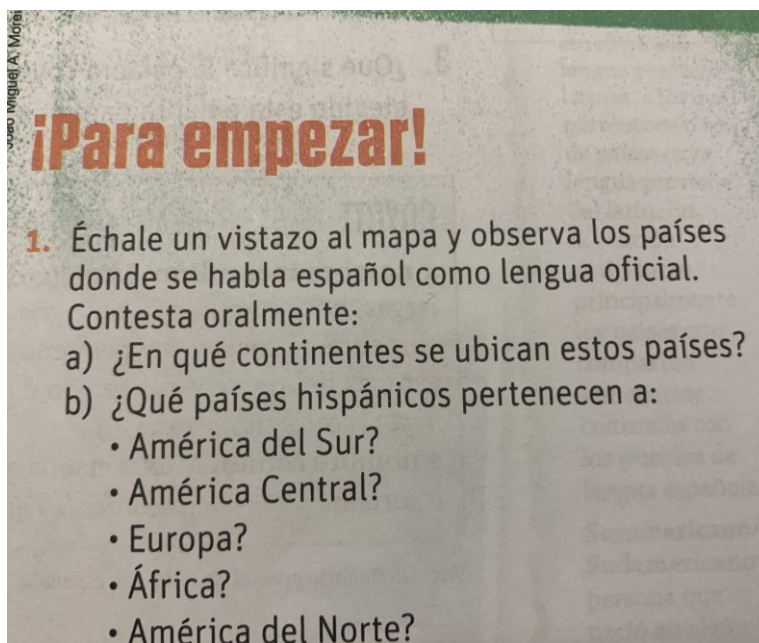 Miguel A. Morei
¡Para empezar!
1. Échale un vistazo al mapa y observa los países
donde se habla español como lengua oficial.
Contesta oralmente:
a) ¿En qué continentes se ubican estos países?
b) ¿Qué países hispánicos pertenecen a:
• América del Sur?
• América Central?
• Europa?
• África?
• América del Norte?